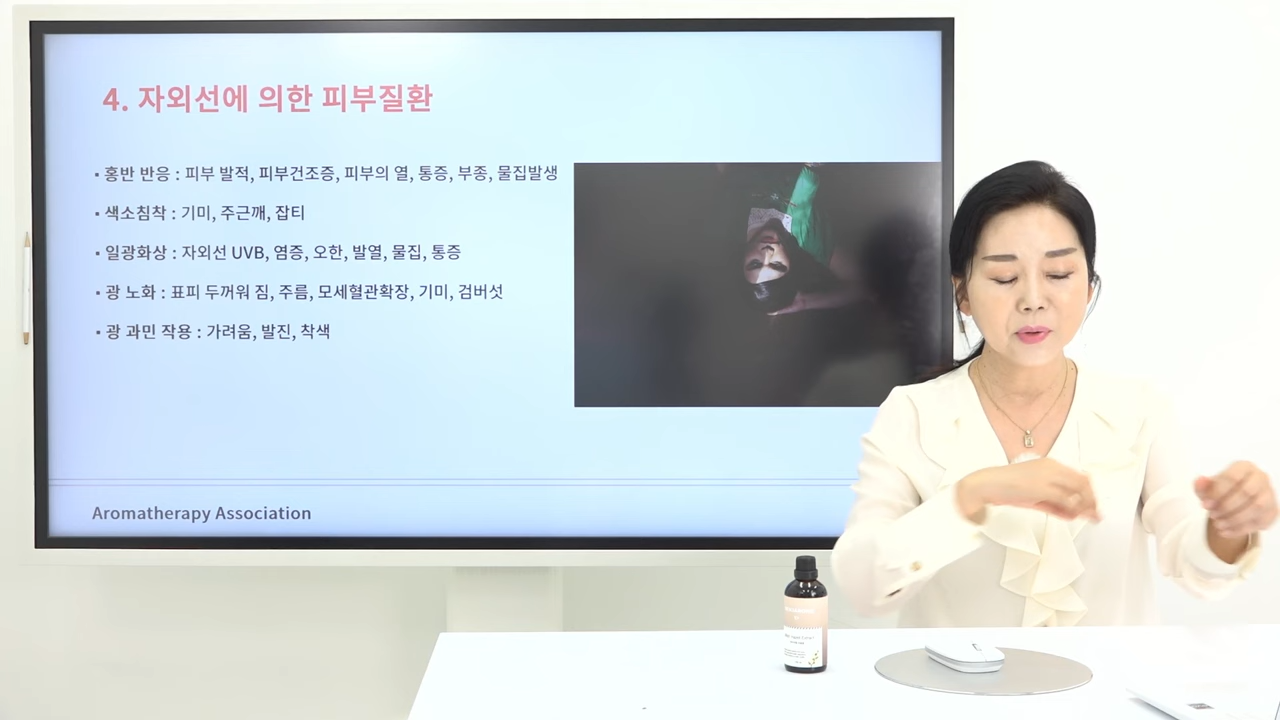 4. 자외선에 의한 피부질환
▪ 홍반 반응 : 피부 발적, 피부건조증, 피부의 열, 통증, 부종, 물집발생
▪ 색소침착 : 기미, 주근깨, 잡티
▪ 일광화상 : 자외선 UVB, 염증, 오한, 발열, 물집, 통증
▪ 광 노화 : 표피 두꺼워 짐, 주름, 모세혈관확장, 기미, 검버섯
▪ 광 과민 작용 : 가려움, 발진, 착색
Aromatherapy Association